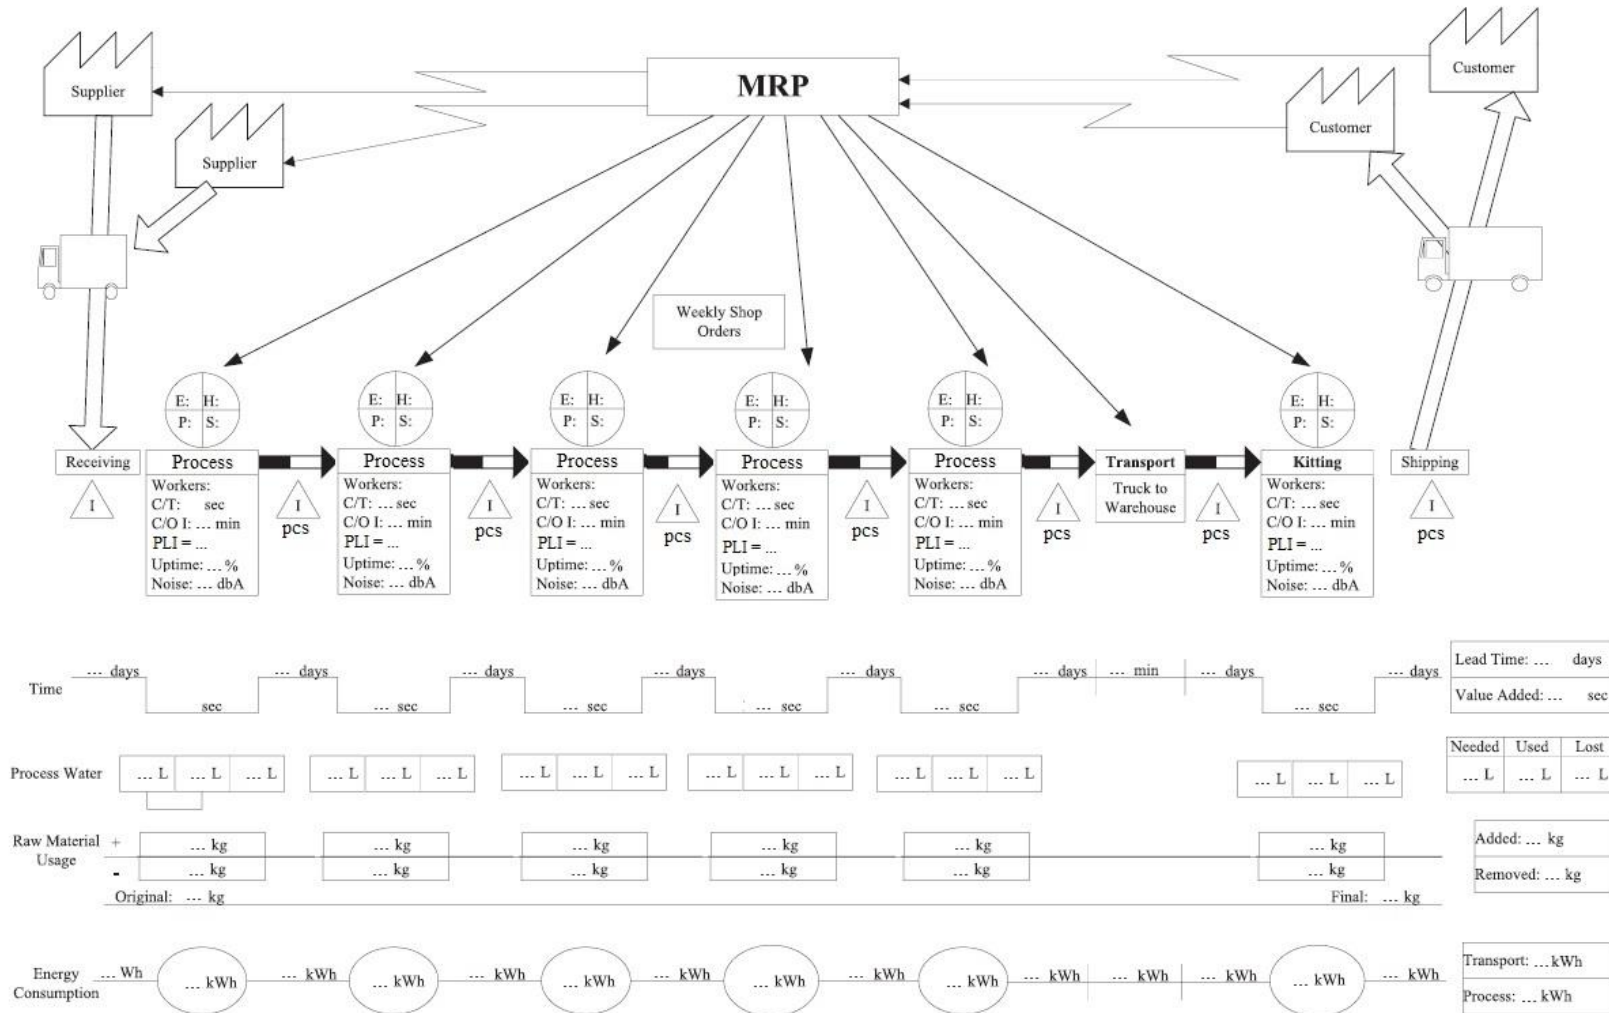 Supplier
MRP
Customer
Supplier
Customer
Weekly Shop
Orders
E: H:
P: S:
E: H:
P: S:
E: H:
P: S:
E: H:
P: S:
E: H:
P: S:
E: H:
P: S:
Receiving
I
Process
Workers:
C/T: sec
C/O I: ... min
PLI = ...
Uptime: ... %
Noise: ... dbA
I
pcs
Process
Workers:
C/T: ... sec
C/O I: ... min
PLI = ...
Uptime: ... %
Noise: ... dbA
I
pcs
Process
Workers:
C/T: ... sec
C/O I: ... min
PLI = ...
Uptime: ... %
Noise: ... dbA
I
pcs
Process
Workers:
C/T: ... sec
C/O I: ... min
PLI = ...
Uptime: ... %
Noise: ... dbA
I
pcs
Process
Workers:
C/T: ... sec
C/O I: ... min
PLI = ...
Uptime: ... %
Noise: ... dbA
I
pcs
Transport
Truck to
Warehouse
I
pcs
Kitting
Workers:
C/T: ... sec
C/O I: ... min
PLI = ...
Uptime: ... %
Noise: ... dbA
Shipping
I
pcs
Time
... days ... days ... days ... days ... days ... days ... min ... days ... days
sec ... sec ... sec ... sec ... sec ... sec
Lead Time: ... days
Value Added: ... sec
Process Water
... L ... L ... L
... L ... L ... L
... L ... L ... L
... L ... L ... L
... L ... L ... L
... L ... L ... L
Needed Used Lost
... L ... L ... L
Raw Material
Usage
+ ... kg ... kg ... kg ... kg ... kg ... kg
- ... kg ... kg ... kg ... kg ... kg ... kg
Original: ... kg
Final: ... kg
Added: ... kg
Removed: ... kg
Energy
Consumption
... Wh ... kWh ... kWh ... kWh ... kWh ... kWh ... kWh ... kWh ... kWh ... kWh ... kWh ... kWh ... kWh ... kWh ... kWh
Transport: ... kWh
Process: ... kWh